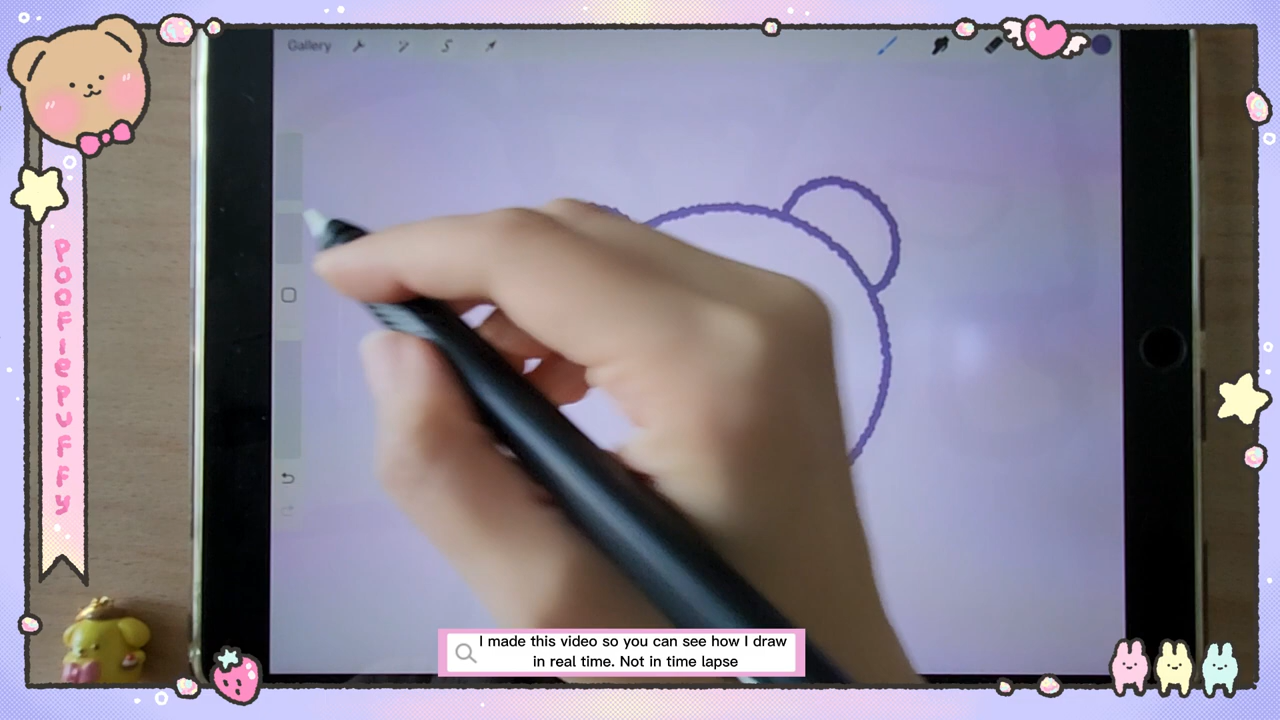 Gallery
poofiepuffy
I made this video so you can see how I draw
in real time. Not in time lapse